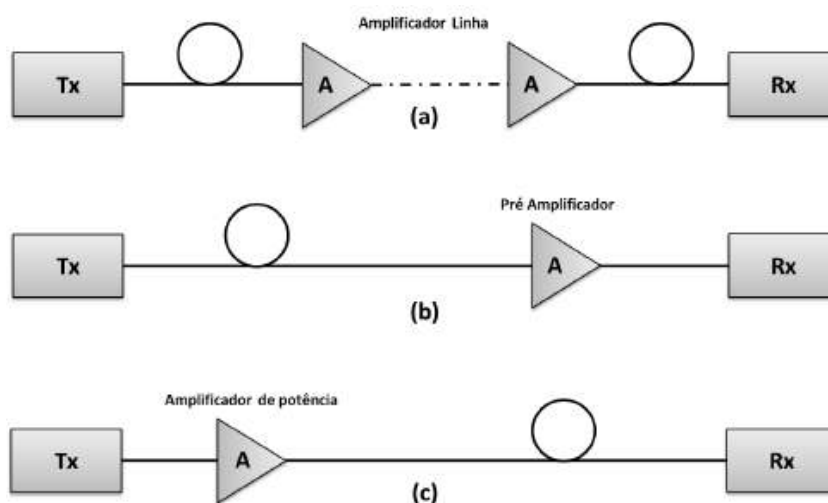 Amplificador Linha
Tx A A Rx
(a)
Pré Amplificador
Tx A Rx
(b)
Amplificador de potência
Tx A Rx
(c)